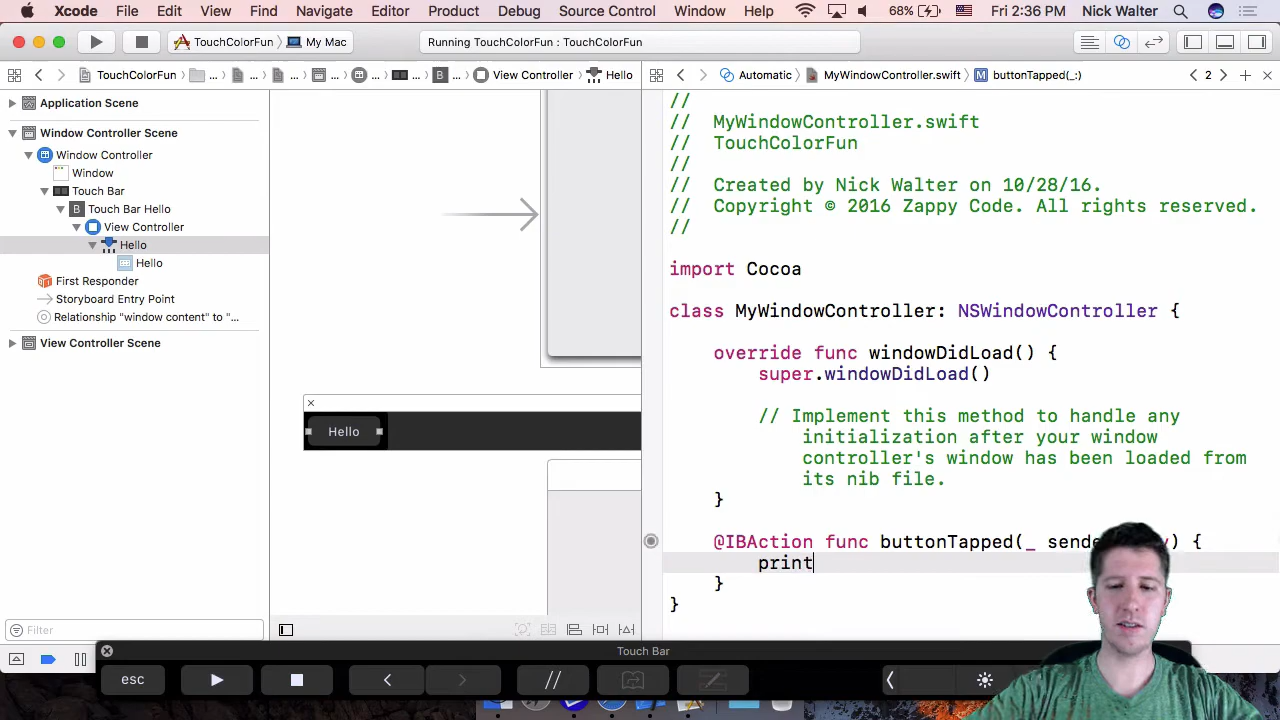 Xcode File Edit View Find Navigate Editor Product Debug Source Control Window Help 68% Fri 2:36 PM Nick Walter
TouchColorFun My Mac Running TouchColorFun : TouchColorFun
TouchColorFun ... ... ... ... ... ... B ... View Controller Hello Automatic MyWindowController.swift M buttonTapped(_:) 2
Application Scene
Window Controller Scene
Window Controller
Window
Touch Bar
B Touch Bar Hello
View Controller
Hello
Hello
First Responder
Storyboard Entry Point
Relationship "window content" to "...
View Controller Scene
Filter
Hello
//
// MyWindowController.swift
// TouchColorFun
//
// Created by Nick Walter on 10/28/16.
// Copyright © 2016 Zappy Code. All rights reserved.
//
import Cocoa
class MyWindowController: NSWindowController {
override func windowDidLoad() {
super.windowDidLoad()
// Implement this method to handle any
initialization after your window
controller's window has been loaded from
its nib file.
}
@IBAction func buttonTapped(_ ) {
print
}
}
Touch Bar
esc //